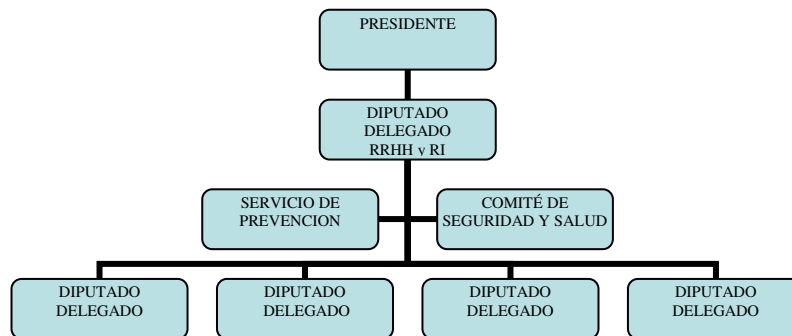 PRESIDENTE
DIPUTADO
DELEGADO
RRHH y RI
SERVICIO DE
PREVENCION
COMITÉ DE
SEGURIDAD Y SALUD
DIPUTADO
DELEGADO
DIPUTADO
DELEGADO
DIPUTADO
DELEGADO
DIPUTADO
DELEGADO